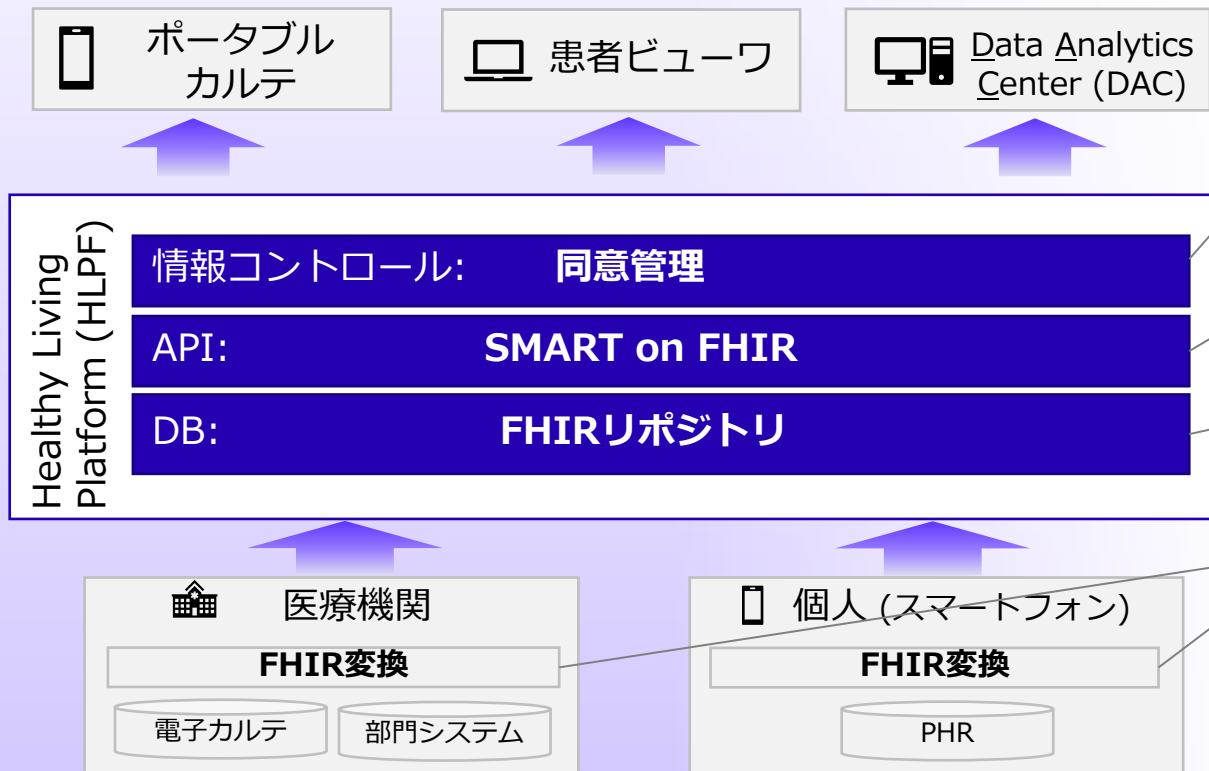 ポータブル
カルテ
患者ビューワ
Data Analytics
Center (DAC)
Healthy Living
Platform (HLPF)
情報コントロール: 同意管理
API: SMART on FHIR
DB: FHIRリポジトリ
医療機関
FHIR変換
電子カルテ
部門システム
個人 (スマートフォン)
FHIR変換
PHR